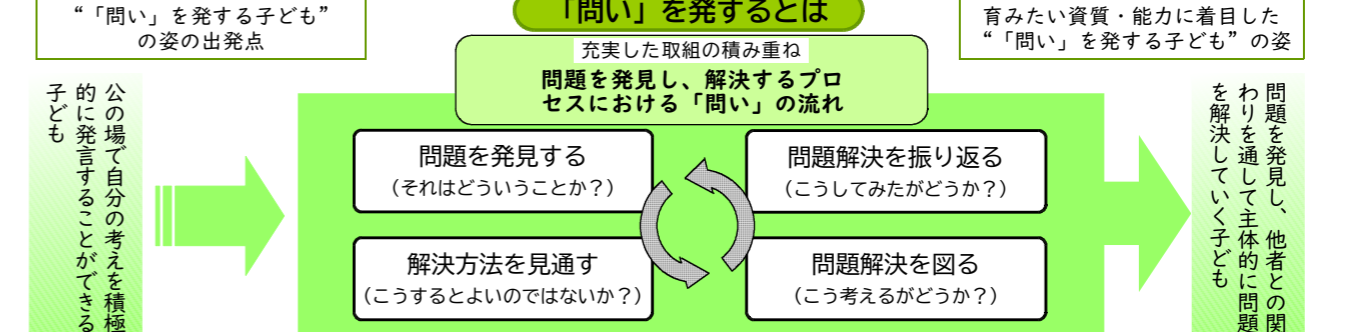 “「問い」を発する子ども”
の姿の出発点
公の場で自分の考えを積極
的に発言することができる
子ども
「問い」を発するとは
充実した取組の積み重ね
問題を発見し、解決するプロ
セスにおける「問い」の流れ
問題を発見する
(それはどういうことか？)
解決方法を見通す
(こうするとよいのではないか？)
問題解決を図る
(こう考えるがどうか？)
問題解決を振り返る
(こうしてみたがどうか？)
育みたい資質・能力に着目した
“「問い」を発する子ども”の姿
問題を発見し、他者との関
わりを通して主体的に問題
を解決していく子ども